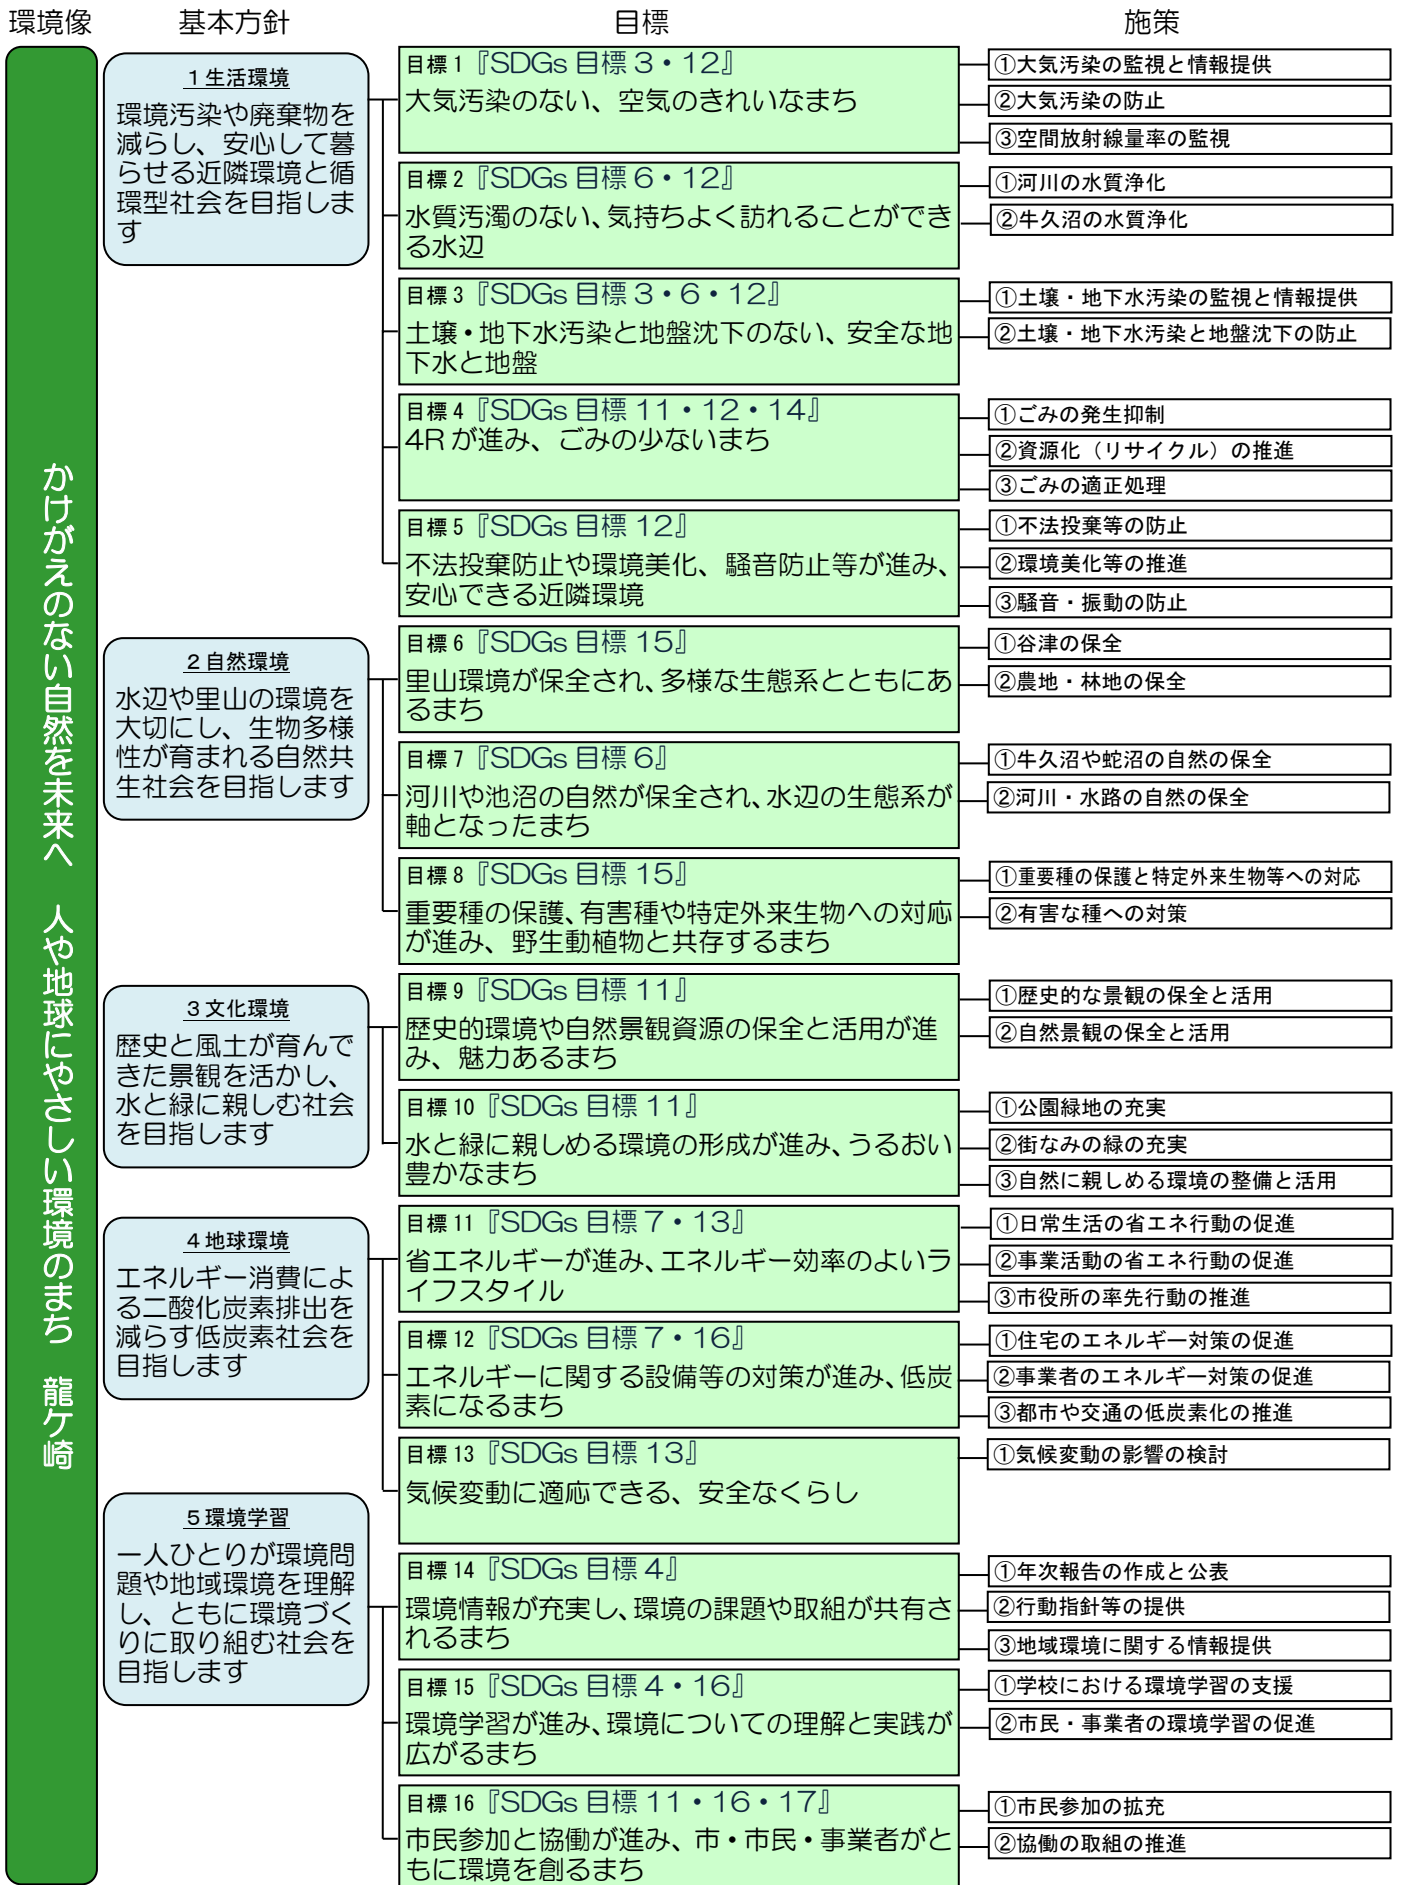 環境像
基本方針
目標
施策
かけがえのない自然を未来へ 人や地球にやさしい環境のまち 龍ケ崎
1生活環境
環境汚染や廃棄物を
減らし、安心して暮
らせる近隣環境と循
環型社会を目指しま
す
目標1『SDGs 目標 3・12』
大気汚染のない、空気のきれいなまち
①大気汚染の監視と情報提供
②大気汚染の防止
③空間放射線量率の監視
目標2『SDGs 目標 6・12』
水質汚濁のない、気持ちよく訪れることができ
る水辺
①河川の水質浄化
②牛久沼の水質浄化
目標3『SDGs 目標 3・6・12』
土壌・地下水汚染と地盤沈下のない、安全な地
下水と地盤
①土壌・地下水汚染の監視と情報提供
②土壌・地下水汚染と地盤沈下の防止
目標4『SDGs 目標 11・12・14』
4R が進み、ごみの少ないまち
①ごみの発生抑制
②資源化（リサイクル）の推進
③ごみの適正処理
目標5『SDGs 目標 12』
不法投棄防止や環境美化、騒音防止等が進み、
安心できる近隣環境
①不法投棄等の防止
②環境美化等の推進
③騒音・振動の防止
2自然環境
水辺や里山の環境を
大切にし、生物多様
性が育まれる自然共
生社会を目指します
目標6『SDGs 目標 15』
里山環境が保全され、多様な生態系とともにあ
るまち
①谷津の保全
②農地・林地の保全
目標7『SDGs 目標 6』
河川や池沼の自然が保全され、水辺の生態系が
軸となったまち
①牛久沼や蛇沼の自然の保全
②河川・水路の自然の保全
目標8『SDGs 目標 15』
重要種の保護、有害種や特定外来生物への対応
が進み、野生動植物と共存するまち
①重要種の保護と特定外来生物等への対応
②有害な種への対策
3文化環境
歴史と風土が育んで
きた景観を活かし、
水と緑に親しむ社会
を目指します
目標9『SDGs 目標 11』
歴史的環境や自然景観資源の保全と活用が進
み、魅力あるまち
①歴史的な景観の保全と活用
②自然景観の保全と活用
目標10『SDGs 目標 11』
水と緑に親しめる環境の形成が進み、うるおい
豊かなまち
①公園緑地の充実
②街なみの緑の充実
③自然に親しめる環境の整備と活用
4地球環境
エネルギー消費によ
る二酸化炭素排出を
減らす低炭素社会を
目指します
目標11『SDGs 目標 7・13』
省エネルギーが進み、エネルギー効率のよいラ
イフスタイル
①日常生活の省エネ行動の促進
②事業活動の省エネ行動の促進
③市役所の率先行動の推進
目標12『SDGs 目標 7・16』
エネルギーに関する設備等の対策が進み、低炭
素になるまち
①住宅のエネルギー対策の促進
②事業者のエネルギー対策の促進
③都市や交通の低炭素化の推進
目標13『SDGs 目標 13』
気候変動に適応できる、安全なくらし
①気候変動の影響の検討
5環境学習
一人ひとりが環境問
題や地域環境を理解
し、ともに環境づく
りに取り組む社会を
目指します
目標14『SDGs 目標 4』
環境情報が充実し、環境の課題や取組が共有さ
れるまち
①年次報告の作成と公表
②行動指針等の提供
③地域環境に関する情報提供
目標15『SDGs 目標 4・16』
環境学習が進み、環境についての理解と実践が
広がるまち
①学校における環境学習の支援
②市民・事業者の環境学習の促進
目標16『SDGs 目標 11・16・17』
市民参加と協働が進み、市・市民・事業者がと
もに環境を創るまち
①市民参加の拡充
②協働の取組の推進